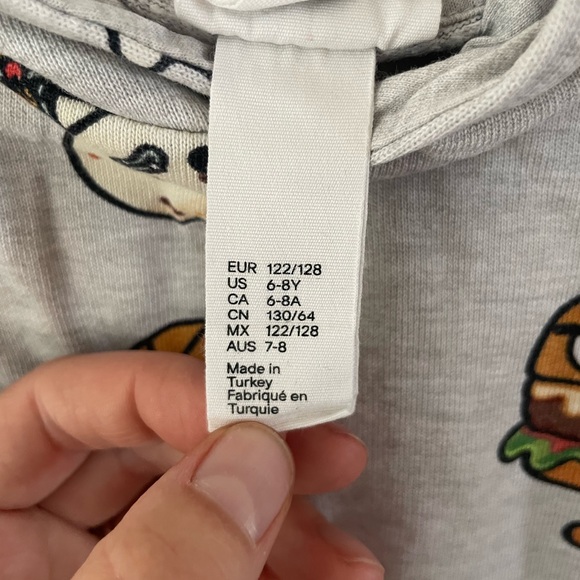 EUR 122/128
US 6-8Y
CA 6-8A
CN 130/64
MX 122/128
AUS 7-8
Made in
Turkey
Fabriqué en
Turquie